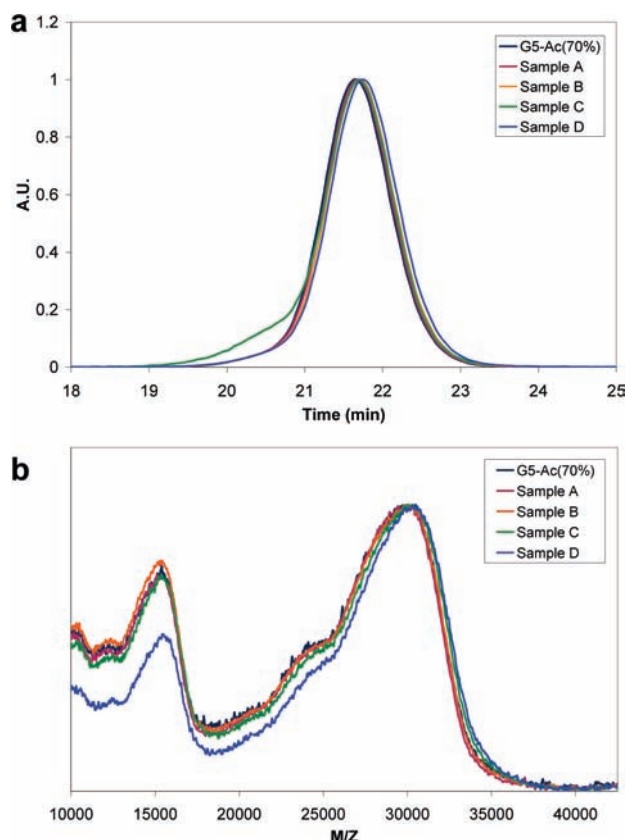 a
1.2
1
0.8
0.6
0.4
0.2
0
A.U.
G5-Ac(70%)
Sample A
Sample B
Sample C
Sample D
18 19 20 21 22 23 24 25
Time (min)
b
G5-Ac(70%)
Sample A
Sample B
Sample C
Sample D
10000 15000 20000 25000 30000 35000 40000
M/Z